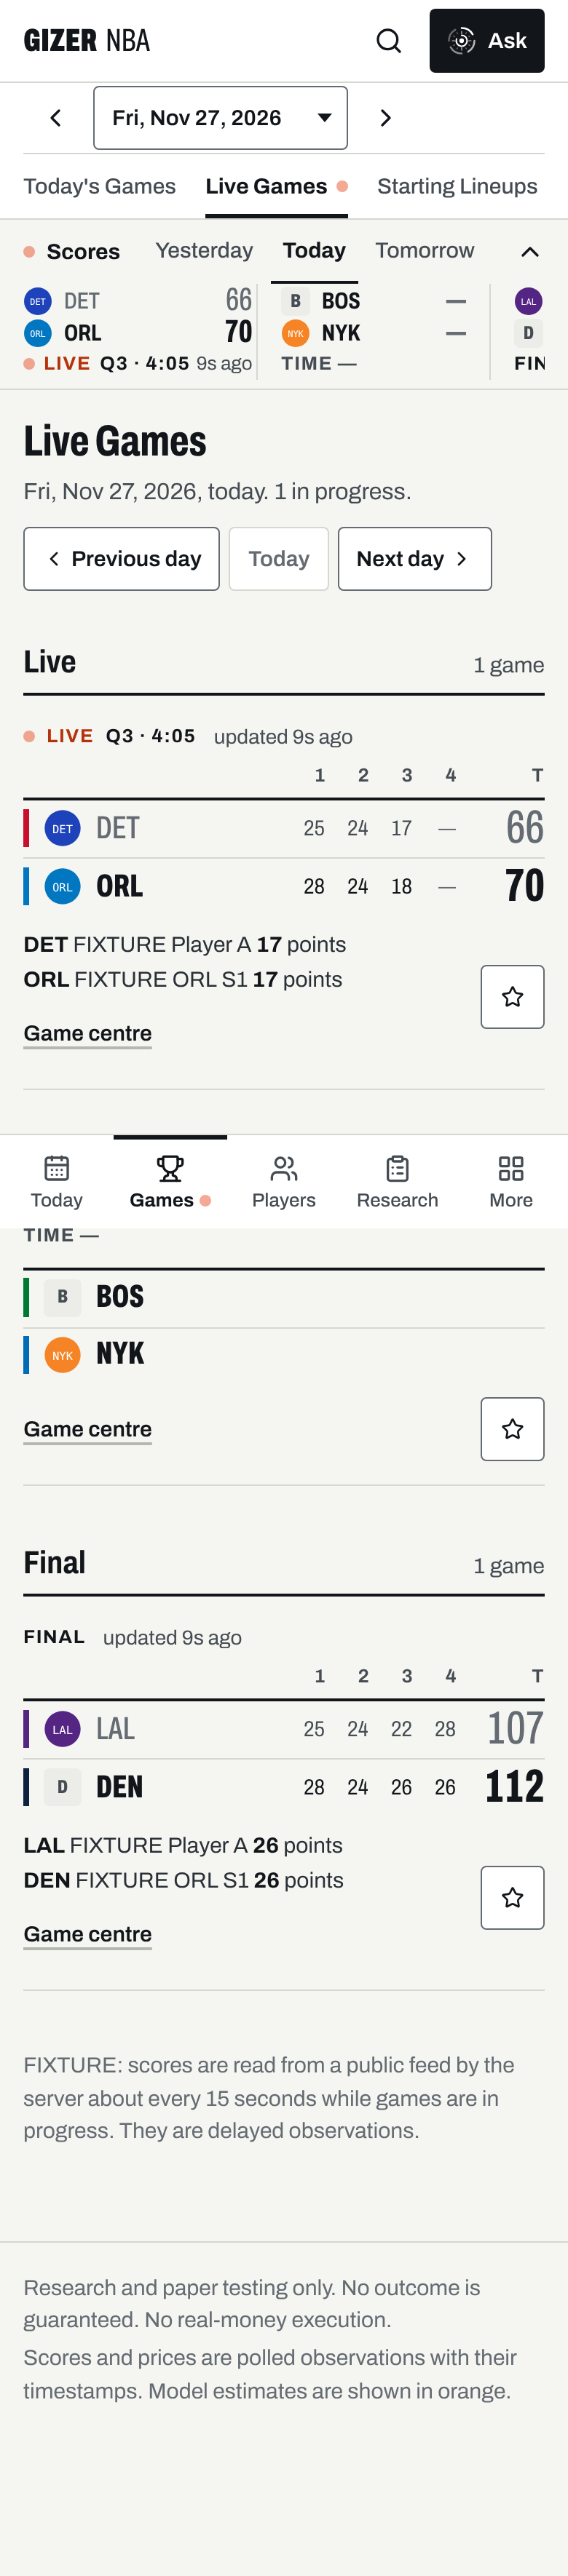 GIZER NBA
Ask
Fri, Nov 27, 2026
Today's Games Live Games Starting Lineups
Scores Yesterday Today Tomorrow
DET DET 66
ORL ORL 70
LIVE Q3 · 4:05 9s ago
B BOS —
NYK NYK —
TIME —
LAL
D
FIN
Live Games
Fri, Nov 27, 2026, today. 1 in progress.
Previous day Today Next day
Live 1 game
LIVE Q3 · 4:05 updated 9s ago
1 2 3 4 T
DET DET 25 24 17 — 66
ORL ORL 28 24 18 — 70
DET FIXTURE Player A 17 points
ORL FIXTURE ORL S1 17 points
Game centre
Today Games Players Research More
TIME —
B BOS
NYK NYK
Game centre
Final 1 game
FINAL updated 9s ago
1 2 3 4 T
LAL LAL 25 24 22 28 107
D DEN 28 24 26 26 112
LAL FIXTURE Player A 26 points
DEN FIXTURE ORL S1 26 points
Game centre
FIXTURE: scores are read from a public feed by the
server about every 15 seconds while games are in
progress. They are delayed observations.
Research and paper testing only. No outcome is
guaranteed. No real-money execution.
Scores and prices are polled observations with their
timestamps. Model estimates are shown in orange.